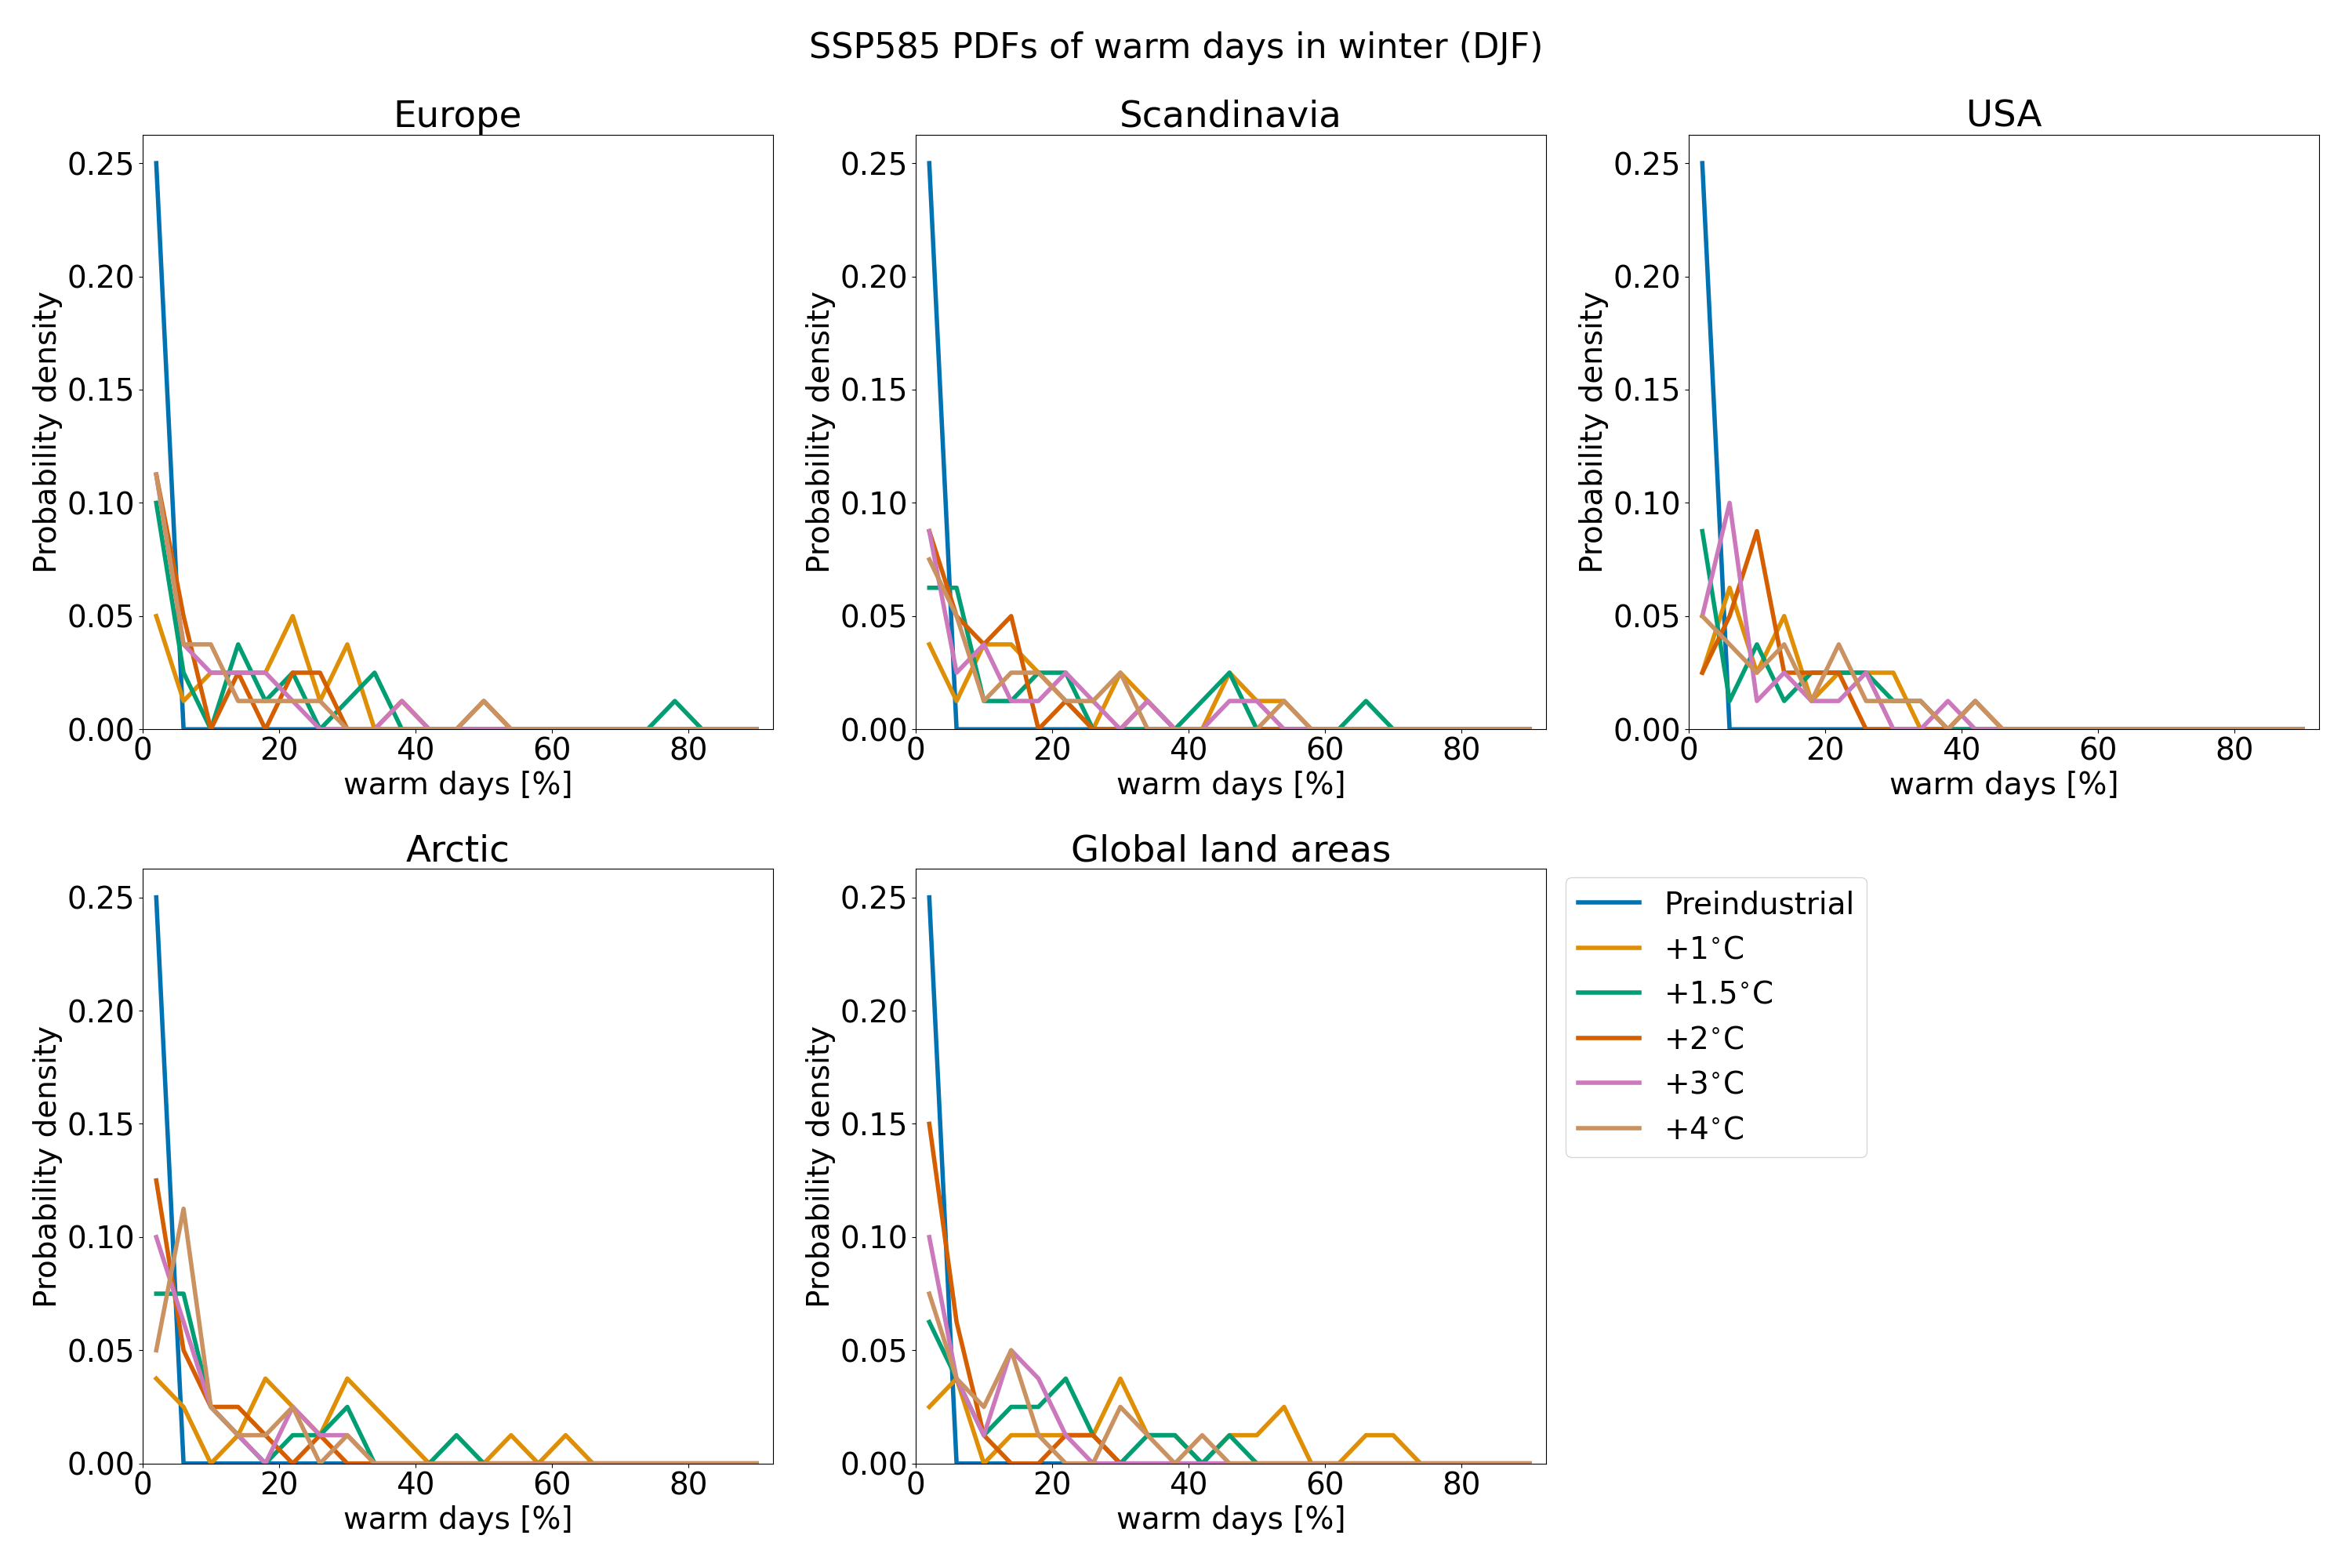 SSP585 PDFs of warm days in winter (DJF)
Europe
Probability density
0.25
0.20
0.15
0.10
0.05
0.00
0 20 40 60 80
warm days [%]
Scandinavia
Probability density
0.25
0.20
0.15
0.10
0.05
0.00
0 20 40 60 80
warm days [%]
USA
Probability density
0.25
0.20
0.15
0.10
0.05
0.00
0 20 40 60 80
warm days [%]
Arctic
Probability density
0.25
0.20
0.15
0.10
0.05
0.00
0 20 40 60 80
warm days [%]
Global land areas
Probability density
0.25
0.20
0.15
0.10
0.05
0.00
0 20 40 60 80
warm days [%]
Preindustrial
+1°C
+1.5°C
+2°C
+3°C
+4°C